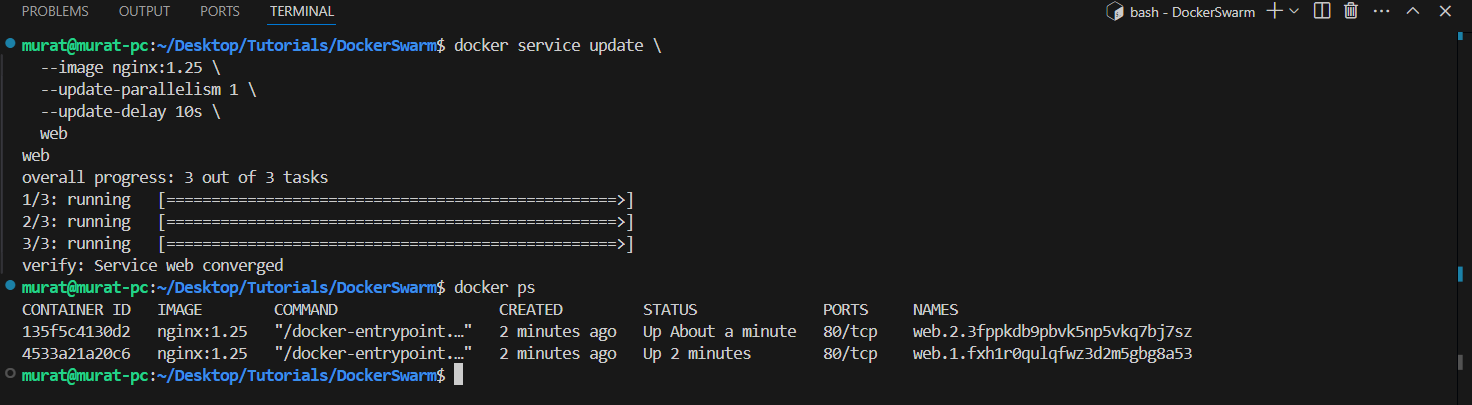 PROBLEMS OUTPUT PORTS TERMINAL bash - DockerSwarm
murat@murat-pc:~/Desktop/Tutorials/DockerSwarm$ docker service update \
  --image nginx:1.25 \
  --update-parallelism 1 \
  --update-delay 10s \
  web
web
overall progress: 3 out of 3 tasks
1/3: running   [==================================================>]
2/3: running   [==================================================>]
3/3: running   [==================================================>]
verify: Service web converged
murat@murat-pc:~/Desktop/Tutorials/DockerSwarm$ docker ps
CONTAINER ID   IMAGE        COMMAND                  CREATED         STATUS              PORTS     NAMES
135f5c4130d2   nginx:1.25   "/docker-entrypoint.…"   2 minutes ago   Up About a minute   80/tcp    web.2.3fppkdb9pbvk5np5vkq7bj7sz
4533a21a20c6   nginx:1.25   "/docker-entrypoint.…"   2 minutes ago   Up 2 minutes        80/tcp    web.1.fxh1r0qulqfwz3d2m5gbg8a53
murat@murat-pc:~/Desktop/Tutorials/DockerSwarm$